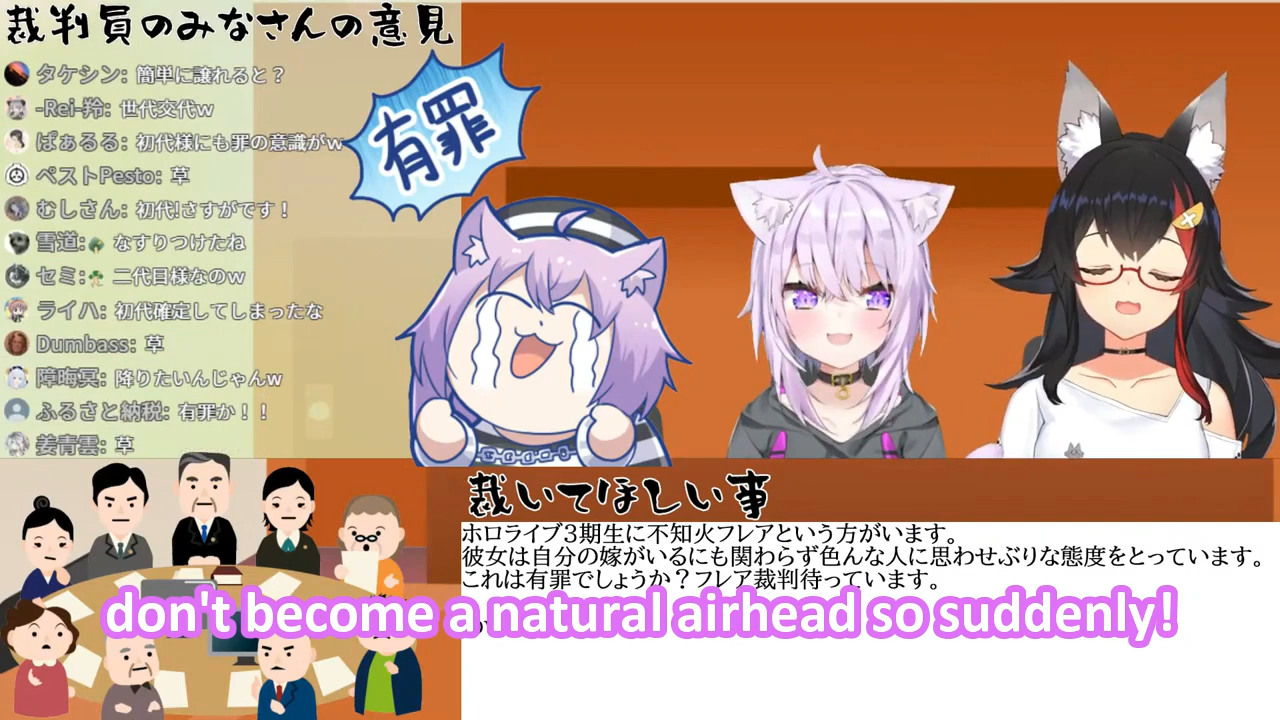 裁判員のみなさんの意見
タケシン: 簡単に譲れると？
-Rei-羚: 世代交代w
ぱぁるる: 初代様にも罪の意識がw
ペストPesto: 草
むしさん: 初代!さすがです！
雪道: なすりつけたね
セミ: 二代目様なのw
ライハ: 初代確定してしまったな
Dumbass: 草
障晦冥: 降りたいんじゃんw
ふるさと納税: 有罪か！！
姜青雲: 草
有罪
裁いてほしい事
ホロライブ3期生に不知火フレアという方がいます。
彼女は自分の嫁がいるにも関わらず色んな人に思わせぶりな態度をとっています。
これは有罪でしょうか？フレア裁判待っています。
don't become a natural airhead so suddenly!